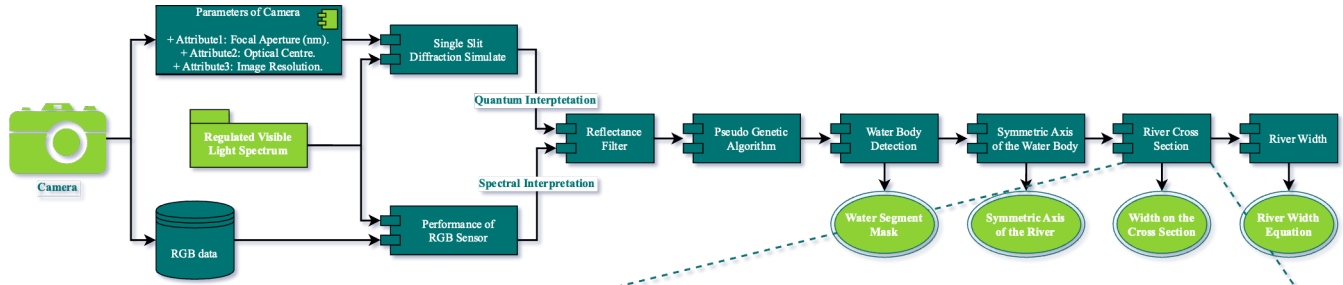 Parameters of Camera
+ Attribute1: Focal Aperture (nm).
+ Attribute2: Optical Centre.
+ Attribute3: Image Resolution.
Single Slit
Diffraction Simulate
Quantum Interptetation
Regulated Visible
Light Spectrum
Reflectance
Filter
Pseudo Genetic
Algorithm
Water Body
Detection
Symmetric Axis
of the Water Body
River Cross
Section
River Width
Camera
Spectral Interpretation
Performance of
RGB Sensor
RGB data
Water Segment
Mask
Symmetric Axis
of the River
Width on the
Cross Section
River Width
Equation